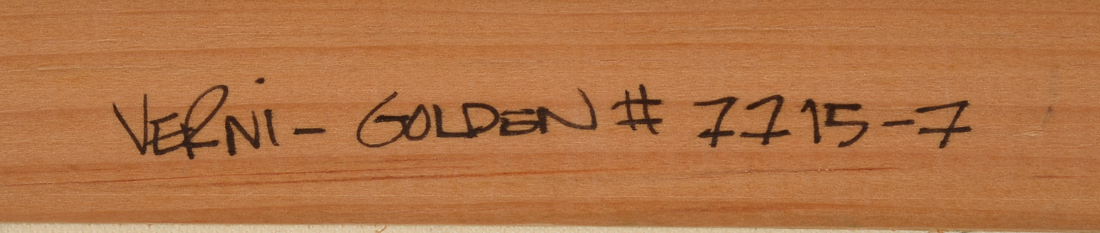 VERNi - GOLDEN # 7715-7